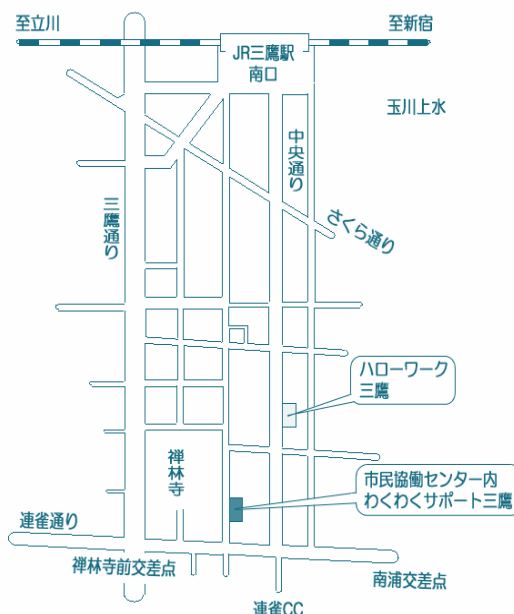 至立川
至新宿
JR三鷹駅
南口
玉川上水
中央通り
三鷹通り
さくら通り
ハローワーク
三鷹
禅林寺
市民協働センター内
わくわくサポート三鷹
連雀通り
禅林寺前交差点
南浦交差点
連雀CC